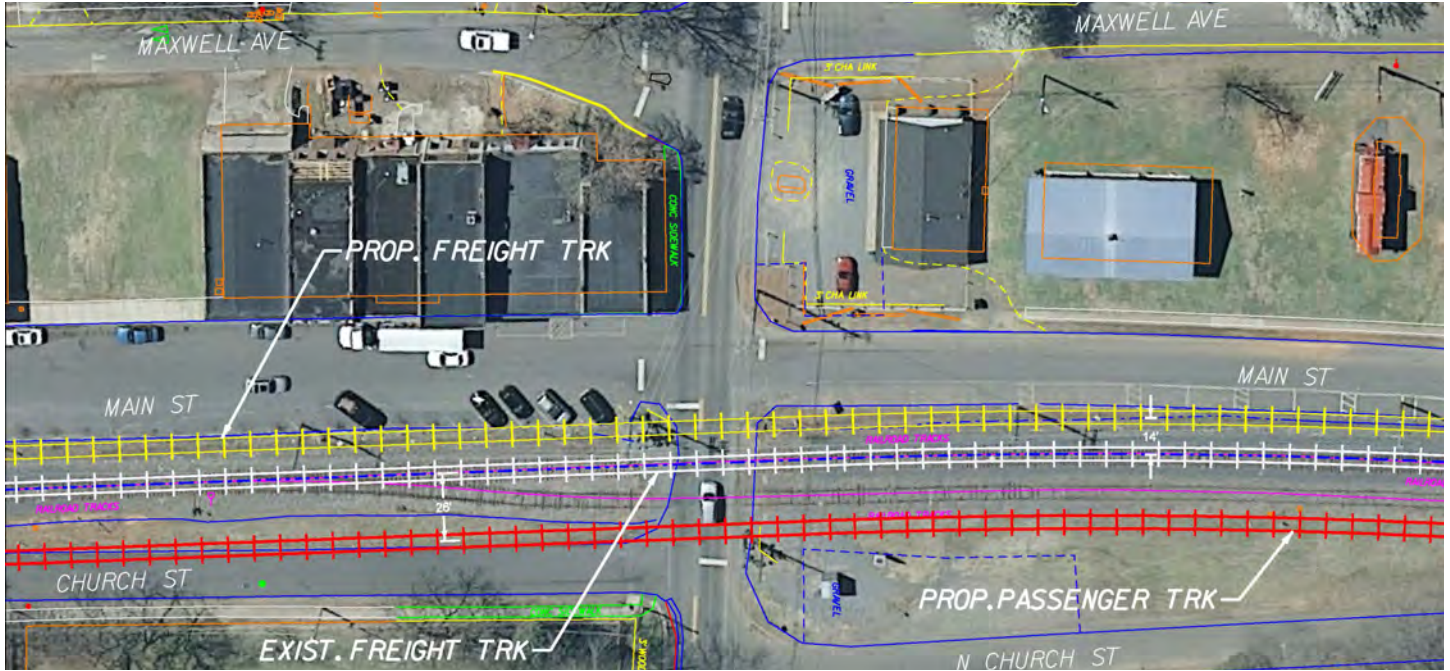 MAXWELL AVE
MAXWELL AVE
3' CHA LINK
GRAVEL
CONC SIDEWALK
PROP. FREIGHT TRK
3' CHA LINK
MAIN ST
MAIN ST
RAILROAD TRACKS
14'
RAILROAD TRACKS
26'
RAILROAD TRACKS
CHURCH ST
GRAVEL
PROP. PASSENGER TRK
EXIST. FREIGHT TRK
N CHURCH ST